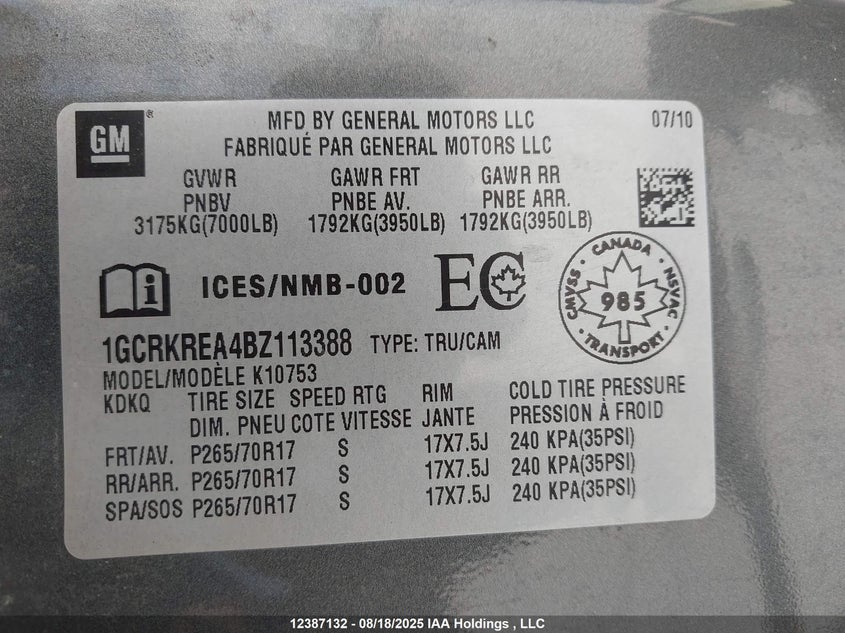 GM ®
MFD BY GENERAL MOTORS LLC 07/10
FABRIQUÉ PAR GENERAL MOTORS LLC
GVWR GAWR FRT GAWR RR
PNBV PNBE AV. PNBE ARR.
3175KG(7000LB) 1792KG(3950LB) 1792KG(3950LB)
i ICES/NMB-002 EC
CANADA
CMVSS 985 NSVAC
TRANSPORT
1GCRKREA4BZ113388 TYPE: TRU/CAM
MODEL/MODÈLE K10753
KDKQ TIRE SIZE SPEED RTG RIM COLD TIRE PRESSURE
DIM. PNEU COTE VITESSE JANTE PRESSION À FROID
FRT/AV. P265/70R17 S 17X7.5J 240 KPA(35PSI)
RR/ARR. P265/70R17 S 17X7.5J 240 KPA(35PSI)
SPA/SOS P265/70R17 S 17X7.5J 240 KPA(35PSI)
12387132 - 08/18/2025 IAA Holdings , LLC